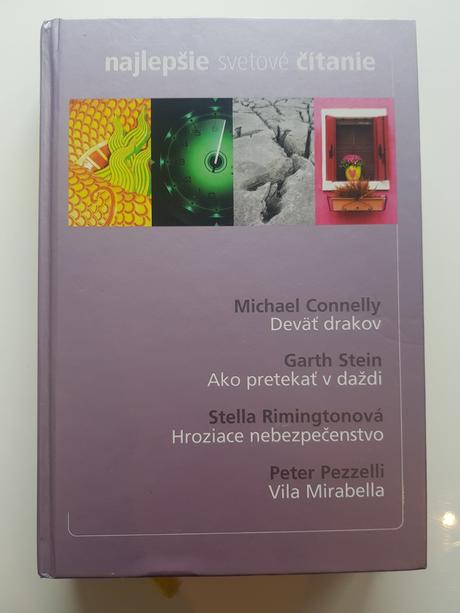 najlepšie svetové čítanie
Michael Connelly
Deväť drakov
Garth Stein
Ako pretekať v daždi
Stella Rimingtonová
Hroziace nebezpečenstvo
Peter Pezzelli
Vila Mirabella